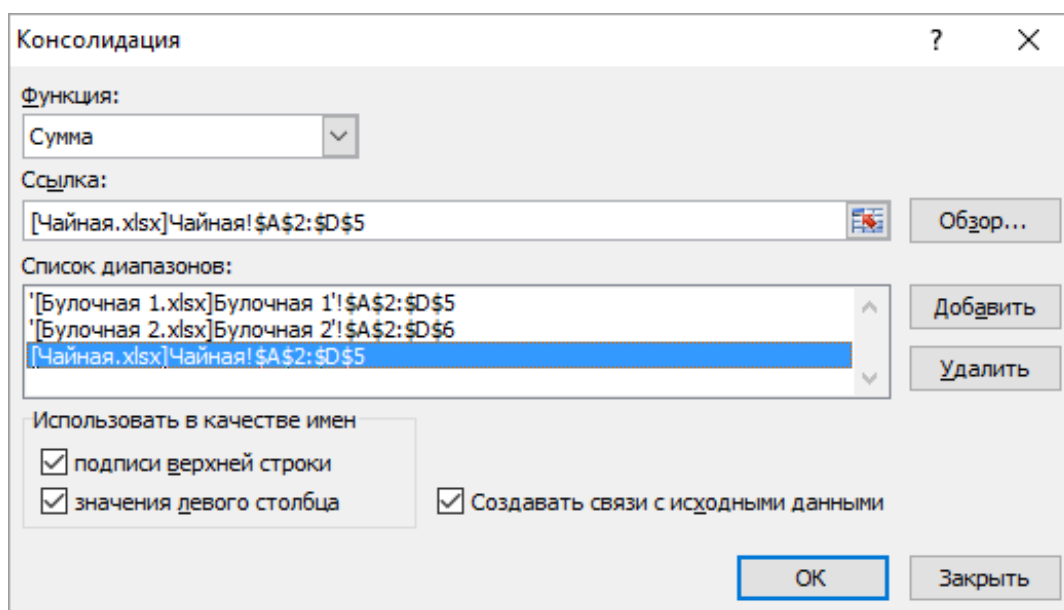 Консолидация ?
Функция:
Сумма
Ссылка:
[Чайная.xlsx]Чайная!$A$2:$D$5
Обзор...
Список диапазонов:
'[Булочная 1.xlsx]Булочная 1'!$A$2:$D$5
'[Булочная 2.xlsx]Булочная 2'!$A$2:$D$6
[Чайная.xlsx]Чайная!$A$2:$D$5
Добавить
Удалить
Использовать в качестве имен
подписи верхней строки
значения левого столбца
Создавать связи с исходными данными
ОК Закрыть